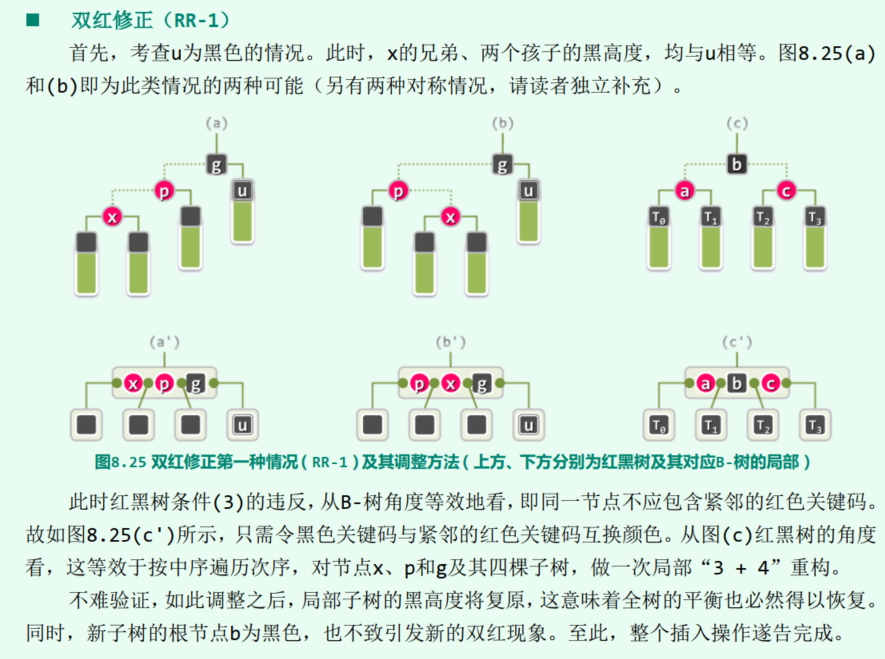 ■ 双红修正（RR-1）
首先，考查u为黑色的情况。此时，x的兄弟、两个孩子的黑高度，均与u相等。图8.25(a)
和(b)即为此类情况的两种可能（另有两种对称情况，请读者独立补充）。
(a) (b) (c)
g g b
p u p u a c
x x T0 T1 T2 T3
(a') (b') (c')
x p g p x g a b c
u u T0 T1 T2 T3
图8.25 双红修正第一种情况（RR-1）及其调整方法（上方、下方分别为红黑树及其对应B-树的局部）
此时红黑树条件(3)的违反，从B-树角度等效地看，即同一节点不应包含紧邻的红色关键码。
故如图8.25(c')所示，只需令黑色关键码与紧邻的红色关键码互换颜色。从图(c)红黑树的角度
看，这等效于按中序遍历次序，对节点x、p和g及其四棵子树，做一次局部“3 + 4”重构。
不难验证，如此调整之后，局部子树的黑高度将复原，这意味着全树的平衡也必然得以恢复。
同时，新子树的根节点b为黑色，也不致引发新的双红现象。至此，整个插入操作遂告完成。